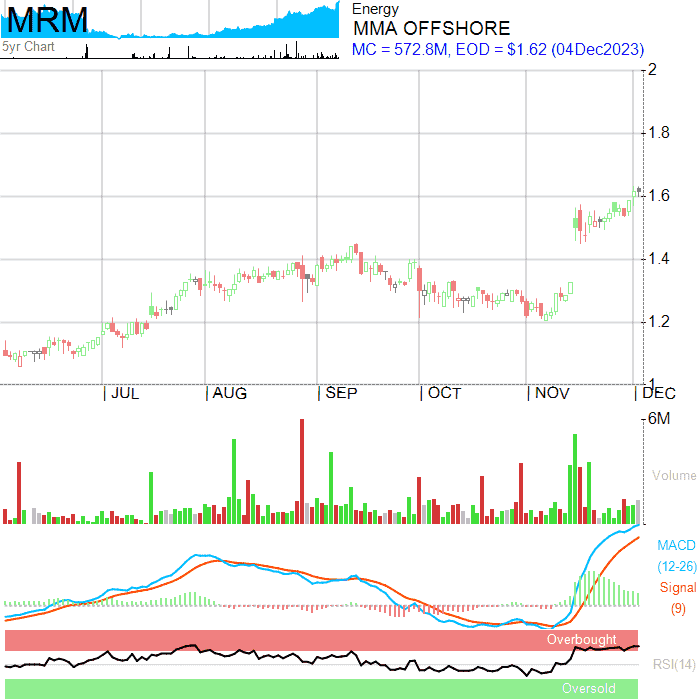 MRM
5yr Chart
Energy
MMA OFFSHORE
MC = 572.8M, EOD = $1.62 (04Dec2023)
2
1.8
1.6
1.4
1.2
1
JUL AUG SEP OCT NOV DEC
6M
Volume
MACD
(12-26)
Signal
(9)
Overbought
RSI(14)
Oversold